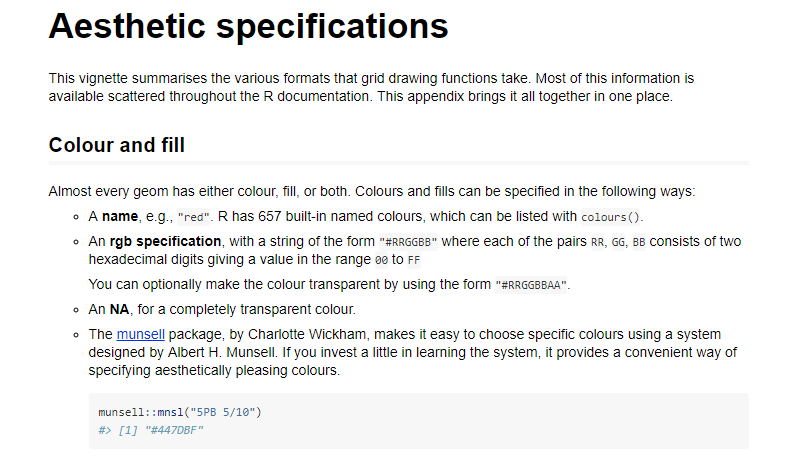 Aesthetic specifications
This vignette summarises the various formats that grid drawing functions take. Most of this information is
available scattered throughout the R documentation. This appendix brings it all together in one place.
Colour and fill
Almost every geom has either colour, fill, or both. Colours and fills can be specified in the following ways:
A name, e.g., "red". R has 657 built-in named colours, which can be listed with colours().
An rgb specification, with a string of the form "#RRGGBB" where each of the pairs RR, GG, BB consists of two
hexadecimal digits giving a value in the range 00 to FF
You can optionally make the colour transparent by using the form "#RRGGBBAA".
An NA, for a completely transparent colour.
The munsell package, by Charlotte Wickham, makes it easy to choose specific colours using a system
designed by Albert H. Munsell. If you invest a little in learning the system, it provides a convenient way of
specifying aesthetically pleasing colours.
munsell::mnsl("5PB 5/10")
#> [1] "#447DBF"